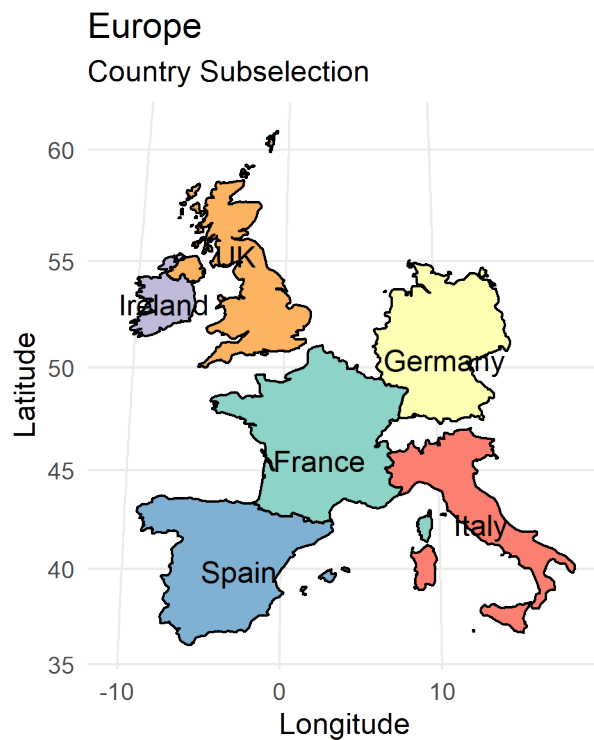 Europe
Country Subselection
60
55
50
45
40
35
Latitude
UK
Ireland
Germany
France
Italy
Spain
-10
0
10
Longitude